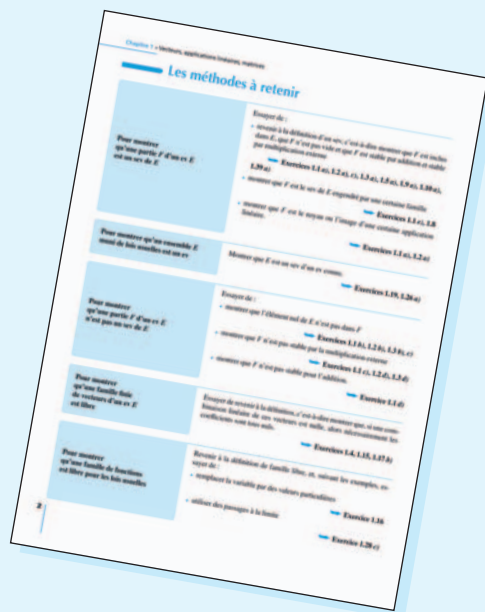 Chapitre 1 • Vecteurs, applications linéaires, matrices
Les méthodes à retenir
Pour montrer
qu'une partie F d'un ev E
est un sev de E
Essayer de :
• revenir à la définition d'un sev, c'est-à-dire montrer que F est inclus
dans E, que F n'est pas vide et que F est stable par addition et stable
par multiplication externe
Exercices 1.1 a), 1.2 a), c), 1.3 a), 1.5 a), 1.9 a), 1.10 a),
1.39 a)
• montrer que F est le sev de E engendré par une certaine famille
Exercices 1.1 e), 1.8
• montrer que F est le noyau ou l'image d'une certaine application
linéaire.
Exercices 1.1 e), 1.2 a)
Pour montrer qu'un ensemble E
muni de lois usuelles est un ev
Montrer que E est un sev d'un ev connu.
Exercices 1.19, 1.26 a)
Pour montrer
qu'une partie F d'un ev E
n'est pas un sev de E
Essayer de :
• montrer que l'élément nul de E n'est pas dans F
Exercices 1.1 b), 1.2 b), 1.3 b), c)
• montrer que F n'est pas stable par la multiplication externe
Exercices 1.1 c), 1.2 d), 1.3 d)
• montrer que F n'est pas stable pour l'addition.
Exercice 1.1 d)
Pour montrer
qu'une famille finie
de vecteurs d'un ev E
est libre
Essayer de revenir à la définition, c'est-à-dire montrer que, si une com-
binaison linéaire de ces vecteurs est nulle, alors nécessairement les
coefficients sont tous nuls.
Exercices 1.4, 1.15, 1.17 b)
Pour montrer
qu'une famille de fonctions
est libre pour les lois usuelles
Revenir à la définition de famille libre, et, suivant les exemples, es-
sayer de :
• remplacer la variable par des valeurs particulières
Exercice 1.16
• utiliser des passages à la limite
Exercice 1.28 c)
2